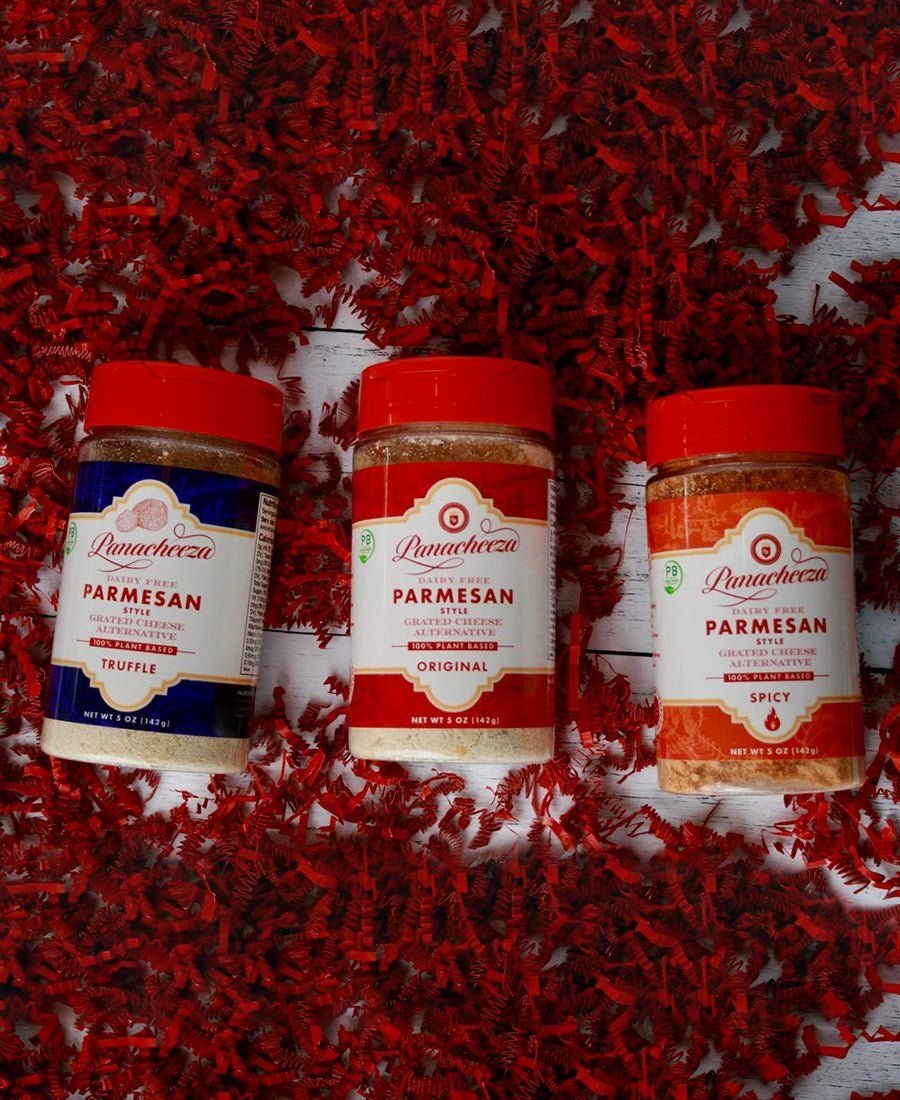 Panacheeza
DAIRY FREE
PARMESAN
STYLE
GRATED CHEESE
ALTERNATIVE
100% PLANT BASED
TRUFFLE
NET WT 5 OZ (142g)
PB
Panacheeza
DAIRY FREE
PARMESAN
STYLE
GRATED CHEESE
ALTERNATIVE
100% PLANT BASED
ORIGINAL
NET WT 5 OZ (142g)
PB
Panacheeza
DAIRY FREE
PARMESAN
STYLE
GRATED CHEESE
ALTERNATIVE
100% PLANT BASED
SPICY
NET WT 5 OZ (142g)